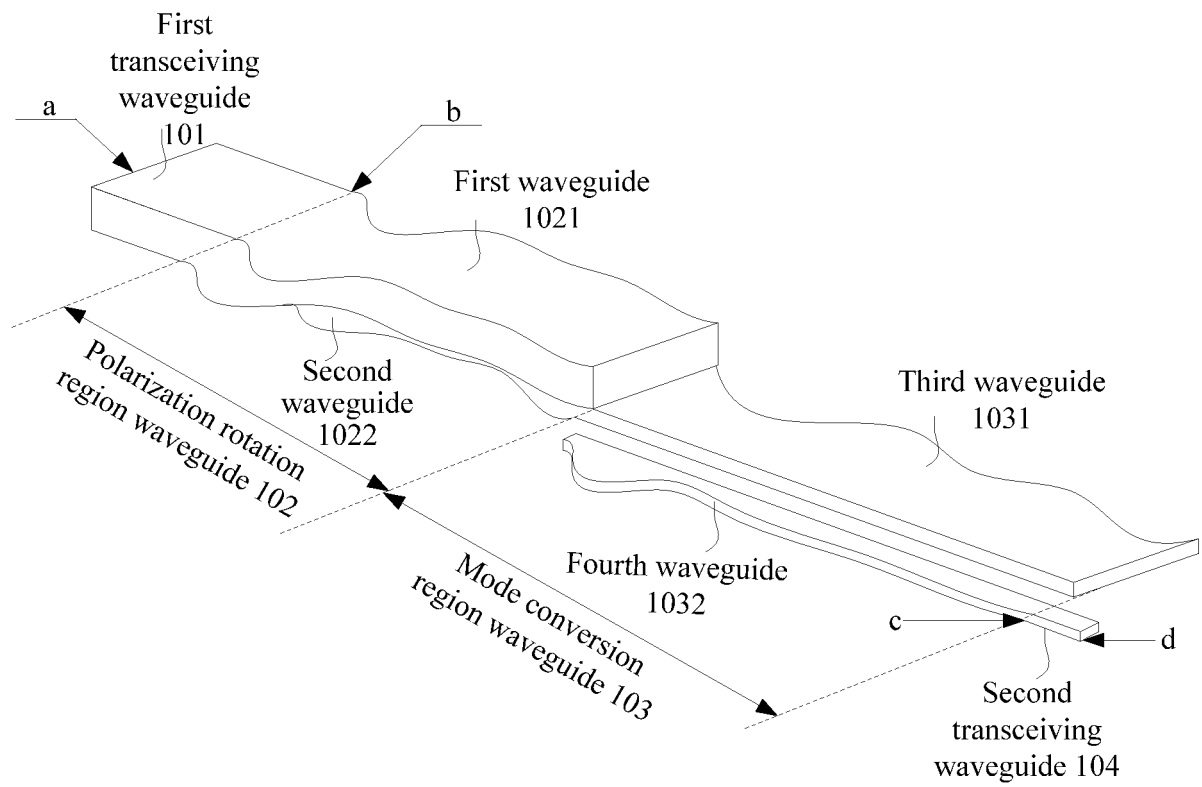 First
transceiving
waveguide
101
a
b
First waveguide
1021
Second
waveguide
1022
Polarization rotation
region waveguide 102
Third waveguide
1031
Fourth waveguide
1032
Mode conversion
region waveguide 103
c
d
Second
transceiving
waveguide 104